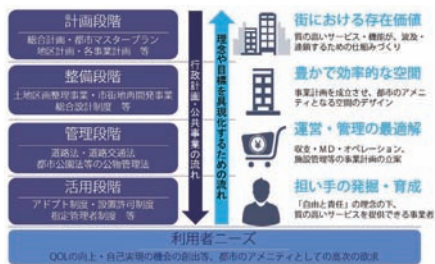 計画段階
総合計画・都市マスタープラン
地区計画・各事業計画　等
整備段階
土地区画整理事業・市街地再開発事業
総合設計制度　等
管理段階
道路法・道路交通法
都市公園法等の公物管理法
活用段階
アドプト制度・設置許可制度
指定管理者制度　等
行政計画・公共事業の流れ
理念や目標を具現化するための流れ
街における存在価値
質の高いサービス・機能が、波及・
連鎖するための仕組みづくり
豊かで効率的な空間
事業計画を成立させ、都市のアメニ
ティとなる空間のデザイン
運営・管理の最適解
収支・MD・オペレーション、
施設管理等の事業計画の立案
担い手の発掘・育成
「自由と責任」の理念の下、
質の高いサービスを提供できる事業者
利用者ニーズ
QOLの向上・自己実現の機会の創出等、都市のアメニティとしての高次の欲求